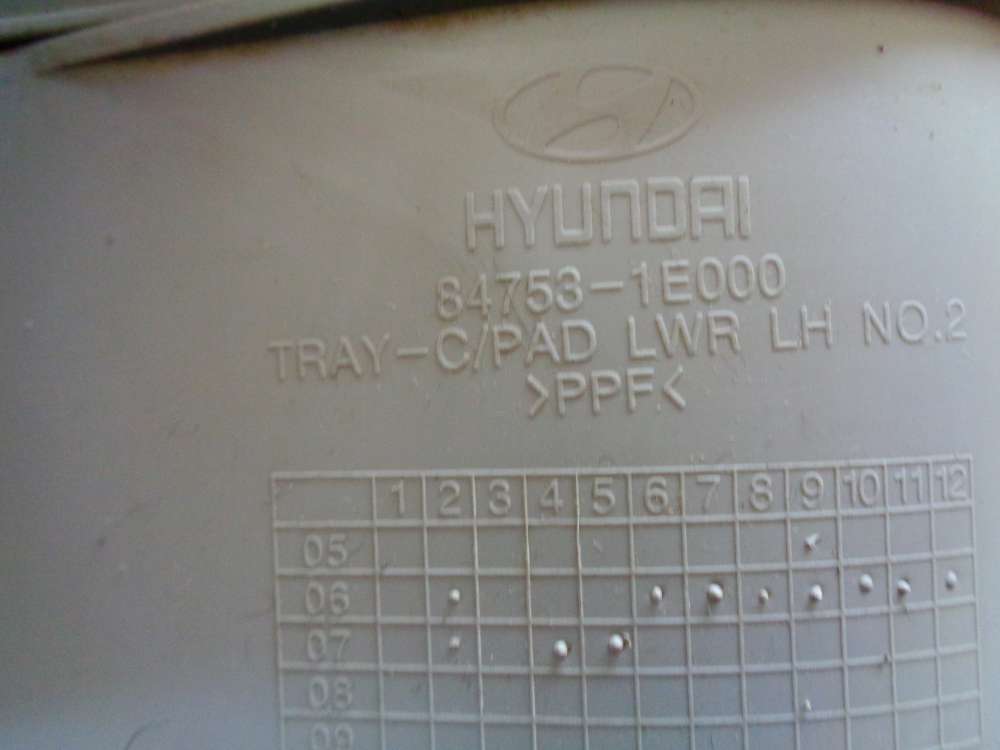 HYUNDAI
84753-1E000
TRAY-C/PAD LWR LH NO.2
>PPF<
1 2 3 4 5 6 7 8 9 10 11 12
05
06
07
08
09